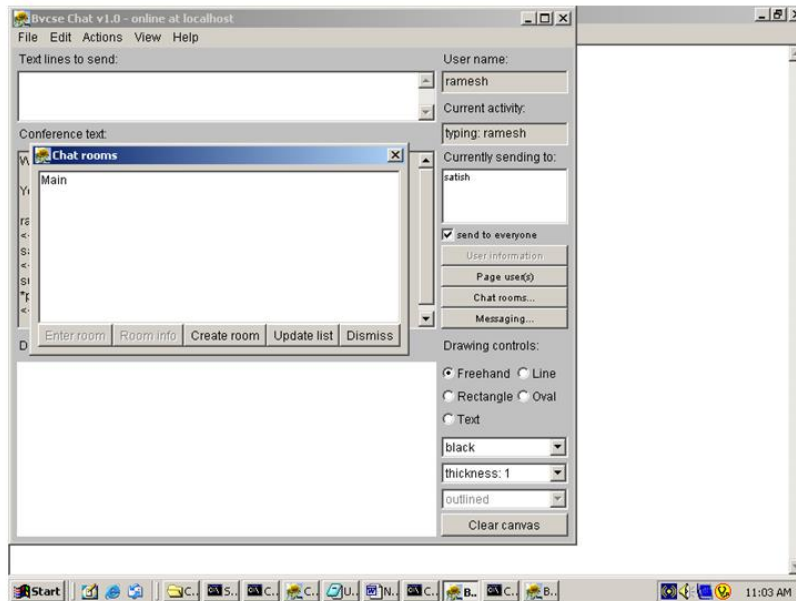 Bvcse Chat v1.0 - online at localhost
File Edit Actions View Help
Text lines to send:
User name:
ramesh
Current activity:
typing: ramesh
Conference text:
Currently sending to:
satish
send to everyone
User information
Page user(s)
Chat rooms...
Messaging...
Chat rooms
Main
Enter room Room info Create room Update list Dismiss
Drawing controls:
Freehand Line
Rectangle Oval
Text
black
thickness: 1
outlined
Clear canvas
Start C.. S.. C.. C.. U.. N.. C.. B.. C.. B.. 11:03 AM